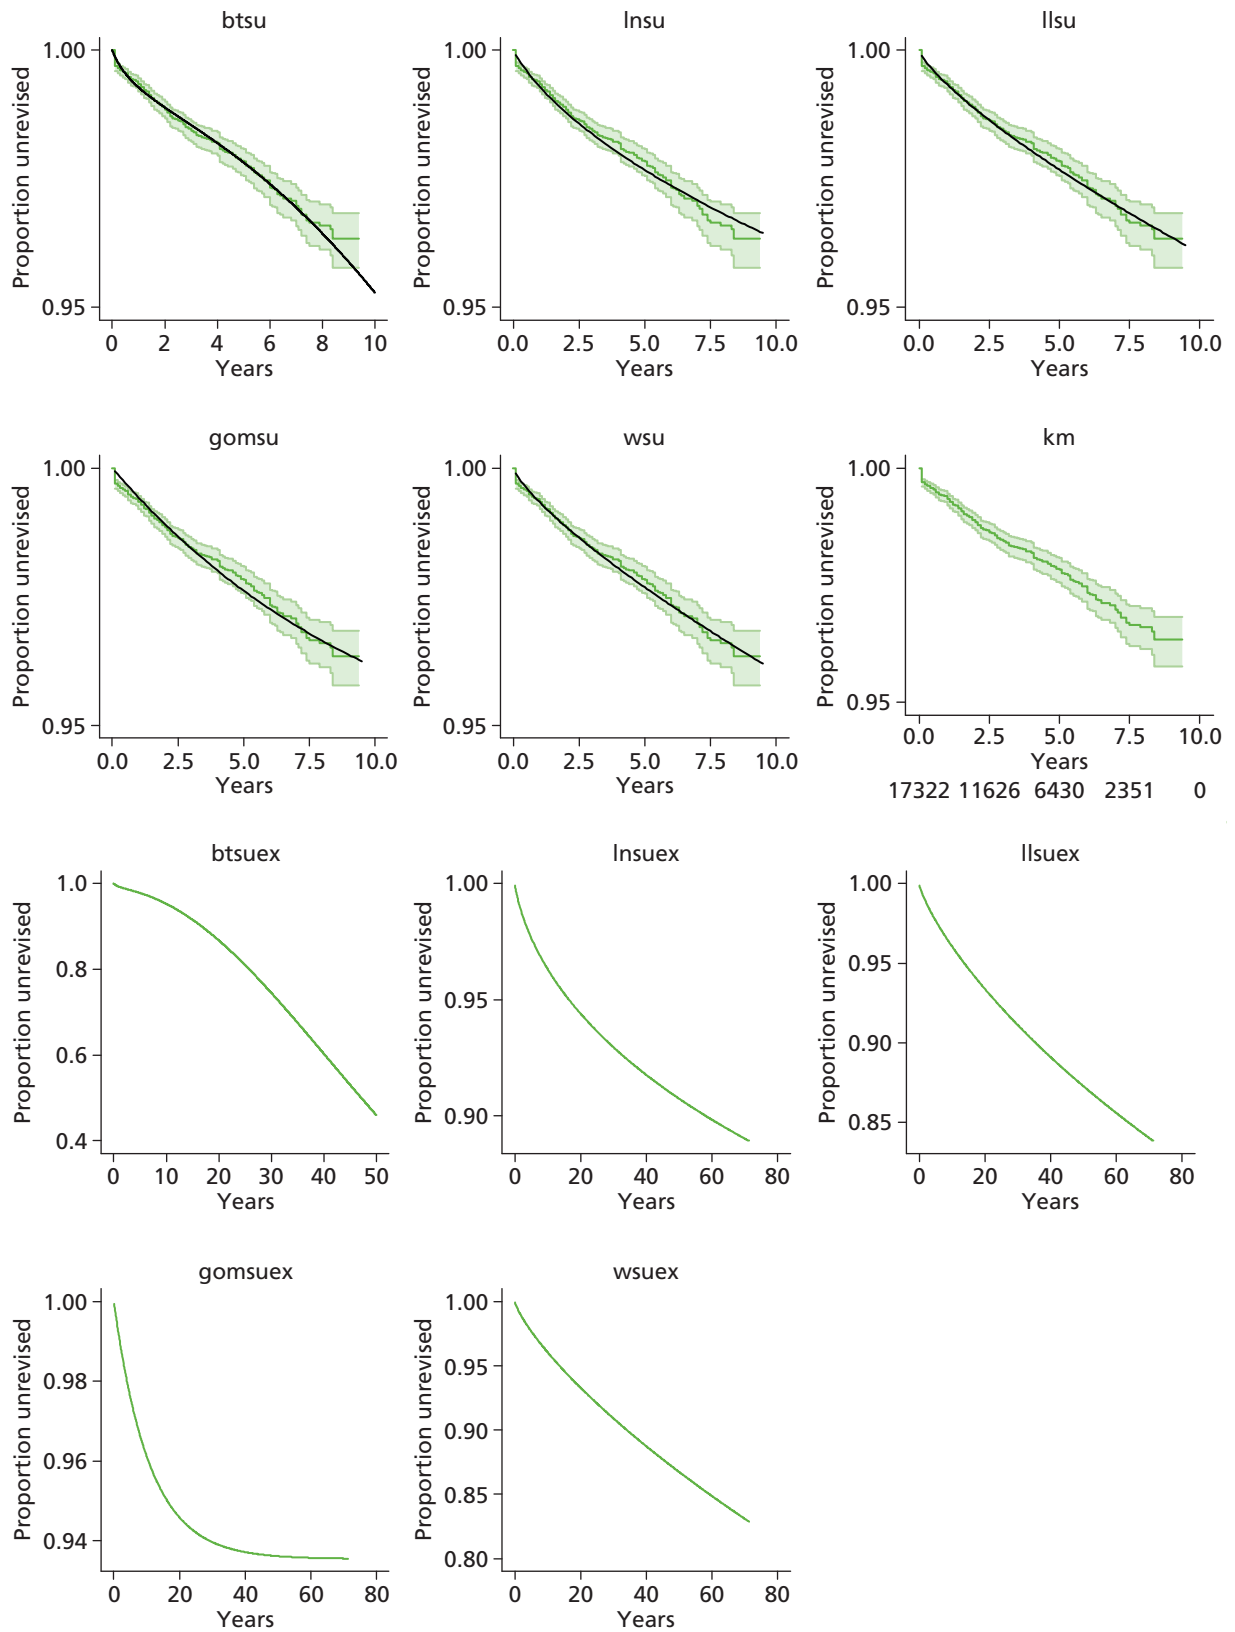 btsu
lnsu
llsu
1.00
0.95
Proportion unrevised
0 2 4 6 8 10
Years
1.00
0.95
Proportion unrevised
0.0 2.5 5.0 7.5 10.0
Years
1.00
0.95
Proportion unrevised
0.0 2.5 5.0 7.5 10.0
Years
gomsu
wsu
km
1.00
0.95
Proportion unrevised
0.0 2.5 5.0 7.5 10.0
Years
1.00
0.95
Proportion unrevised
0.0 2.5 5.0 7.5 10.0
Years
1.00
0.95
Proportion unrevised
0.0 2.5 5.0 7.5 10.0
Years
17322 11626 6430 2351 0
btsuex
lnsuex
llsuex
1.0
0.8
0.6
0.4
Proportion unrevised
0 10 20 30 40 50
Years
1.00
0.95
0.90
Proportion unrevised
0 20 40 60 80
Years
1.00
0.95
0.90
0.85
Proportion unrevised
0 20 40 60 80
Years
gomsuex
wsuex
1.00
0.98
0.96
0.94
Proportion unrevised
0 20 40 60 80
Years
1.00
0.95
0.90
0.85
0.80
Proportion unrevised
0 20 40 60 80
Years